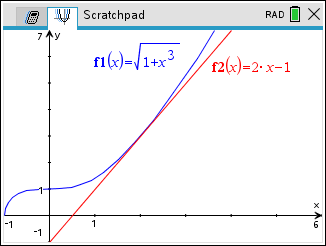 Scratchpad RAD
7 y
f1(x)=√(1+x³)
f2(x)=2·x−1
1
x
-1 1 6
-1